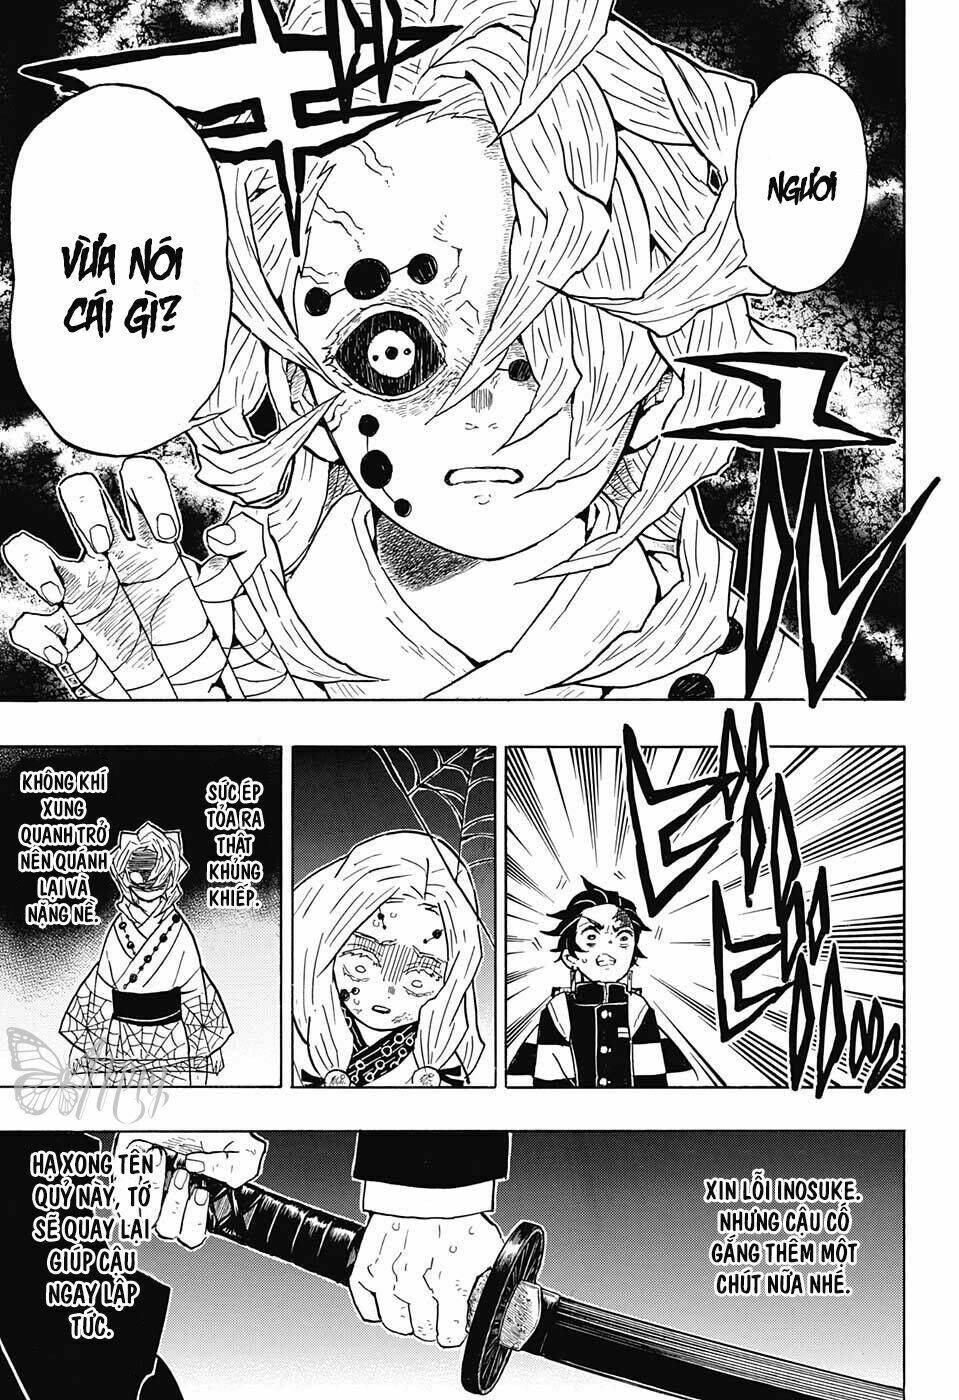 NGƯƠI
VỪA NÓI
CÁI GÌ?
SỨC ÉP
TỎA RA
THẬT
KHỦNG
KHIẾP.
KHÔNG KHÍ
XUNG
QUANH TRỞ
NÊN QUÁNH
LẠI VÀ
NẶNG NỀ.
XIN LỖI INOSUKE.
NHƯNG CẬU CỐ
GẮNG THÊM MỘT
CHÚT NỮA NHÉ.
HẠ XONG TÊN
QUỶ NÀY, TỚ
SẼ QUAY LẠI
GIÚP CẬU
NGAY LẬP
TỨC.